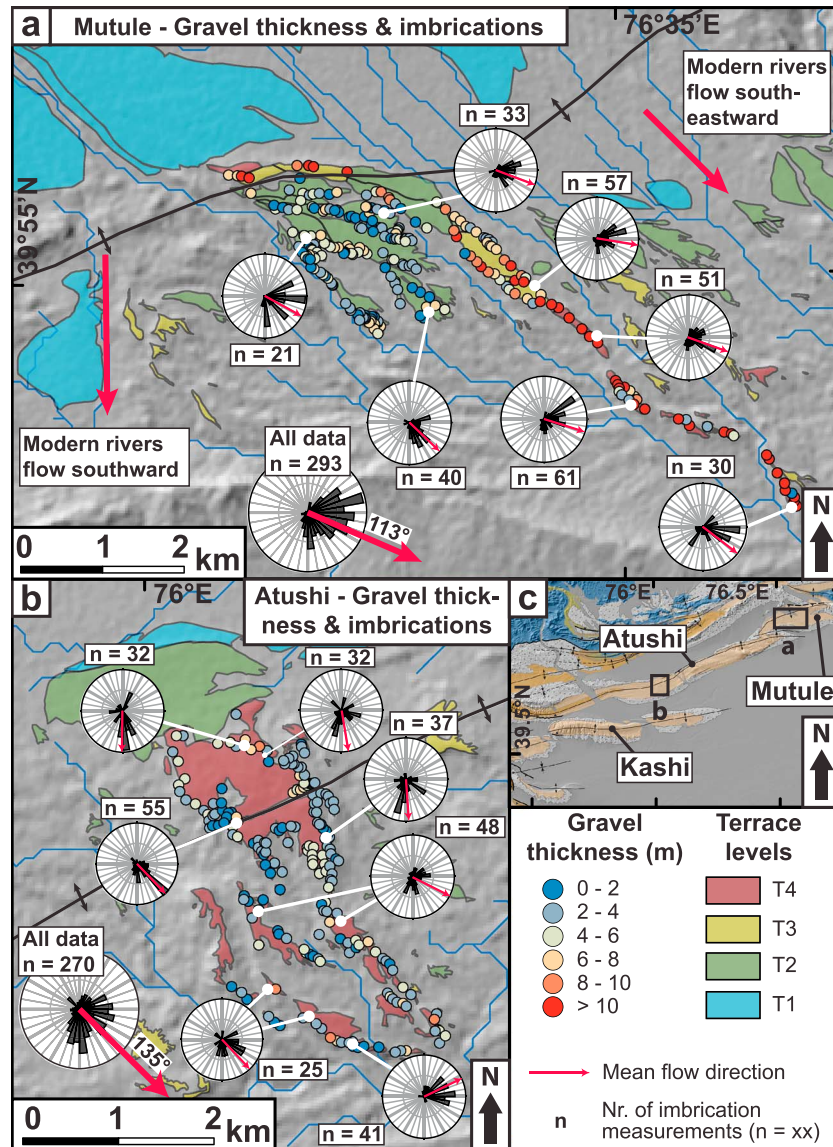 a
Mutule - Gravel thickness & imbrications
76°35’E
39°55’N
Modern rivers
flow south-
eastward
n = 33
n = 57
n = 51
n = 21
n = 40
n = 61
n = 30
Modern rivers
flow southward
All data
n = 293
113°
0 1 2 km
N
b
76°E
Atushi - Gravel thick-
ness & imbrications
n = 32
n = 32
n = 37
n = 55
n = 48
All data
n = 270
135°
n = 25
n = 41
0 1 2 km
N
c
76°E
76.5°E
39.5°N
Atushi
a
Mutule
b
Kashi
N
Gravel
thickness (m)
0 - 2
2 - 4
4 - 6
6 - 8
8 - 10
> 10
Terrace
levels
T4
T3
T2
T1
Mean flow direction
n Nr. of imbrication
measurements (n = xx)